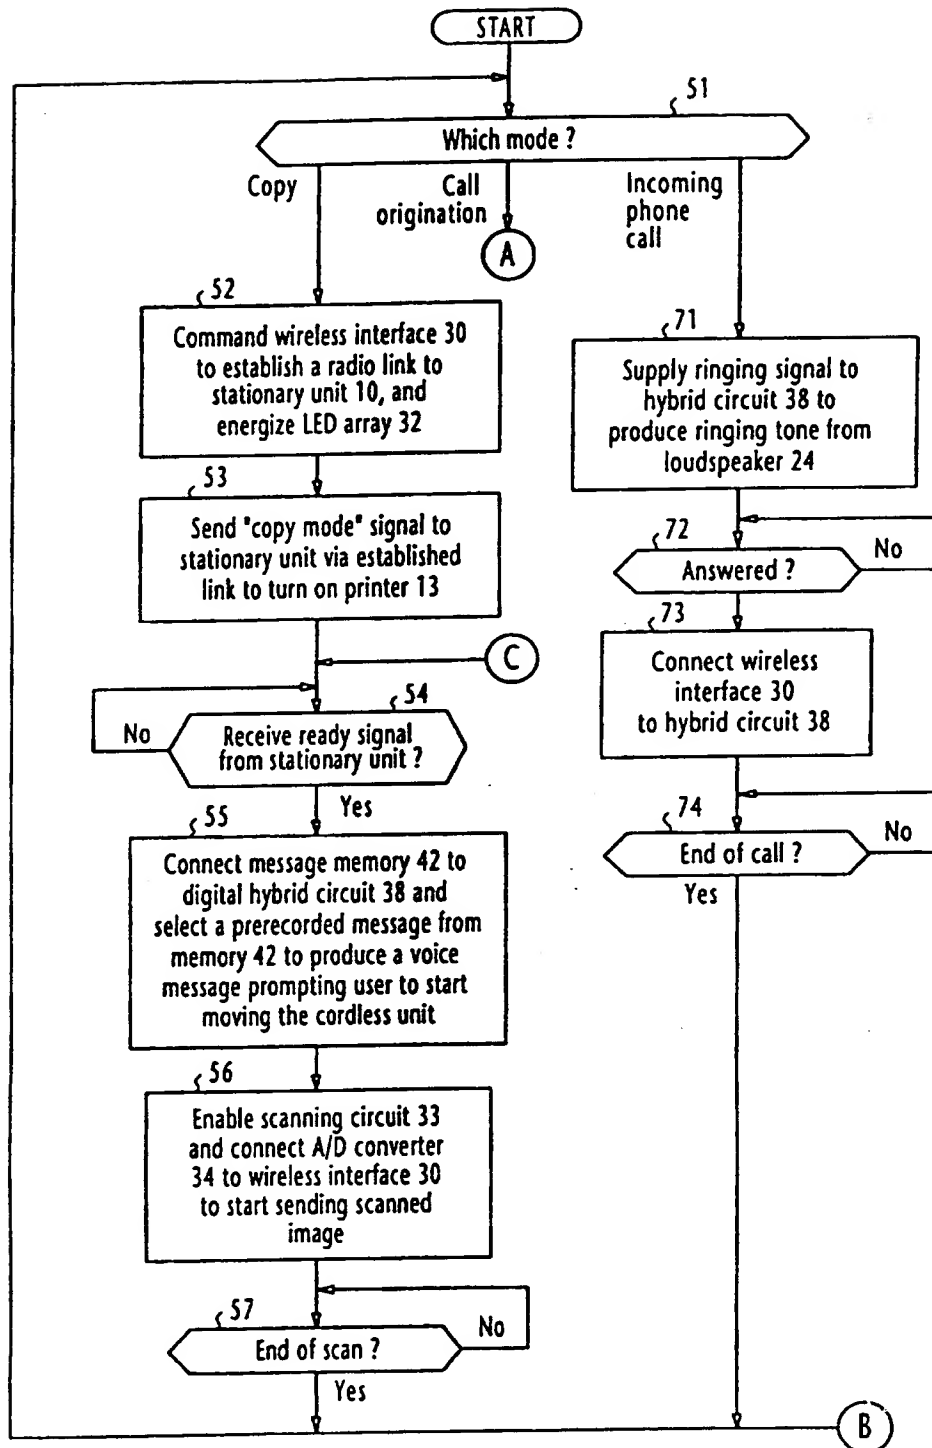 START
51
Which mode ?
Copy
Call
origination
Incoming
phone
call
A
52
Command wireless interface 30
to establish a radio link to
stationary unit 10, and
energize LED array 32
53
Send "copy mode" signal to
stationary unit via established
link to turn on printer 13
C
54
No
Receive ready signal
from stationary unit ?
Yes
55
Connect message memory 42 to
digital hybrid circuit 38 and
select a prerecorded message from
memory 42 to produce a voice
message prompting user to start
moving the cordless unit
56
Enable scanning circuit 33
and connect A/D converter
34 to wireless interface 30
to start sending scanned
image
57
No
End of scan ?
Yes
71
Supply ringing signal to
hybrid circuit 38 to
produce ringing tone from
loudspeaker 24
72
No
Answered ?
73
Connect wireless
interface 30
to hybrid circuit 38
74
No
End of call ?
Yes
B